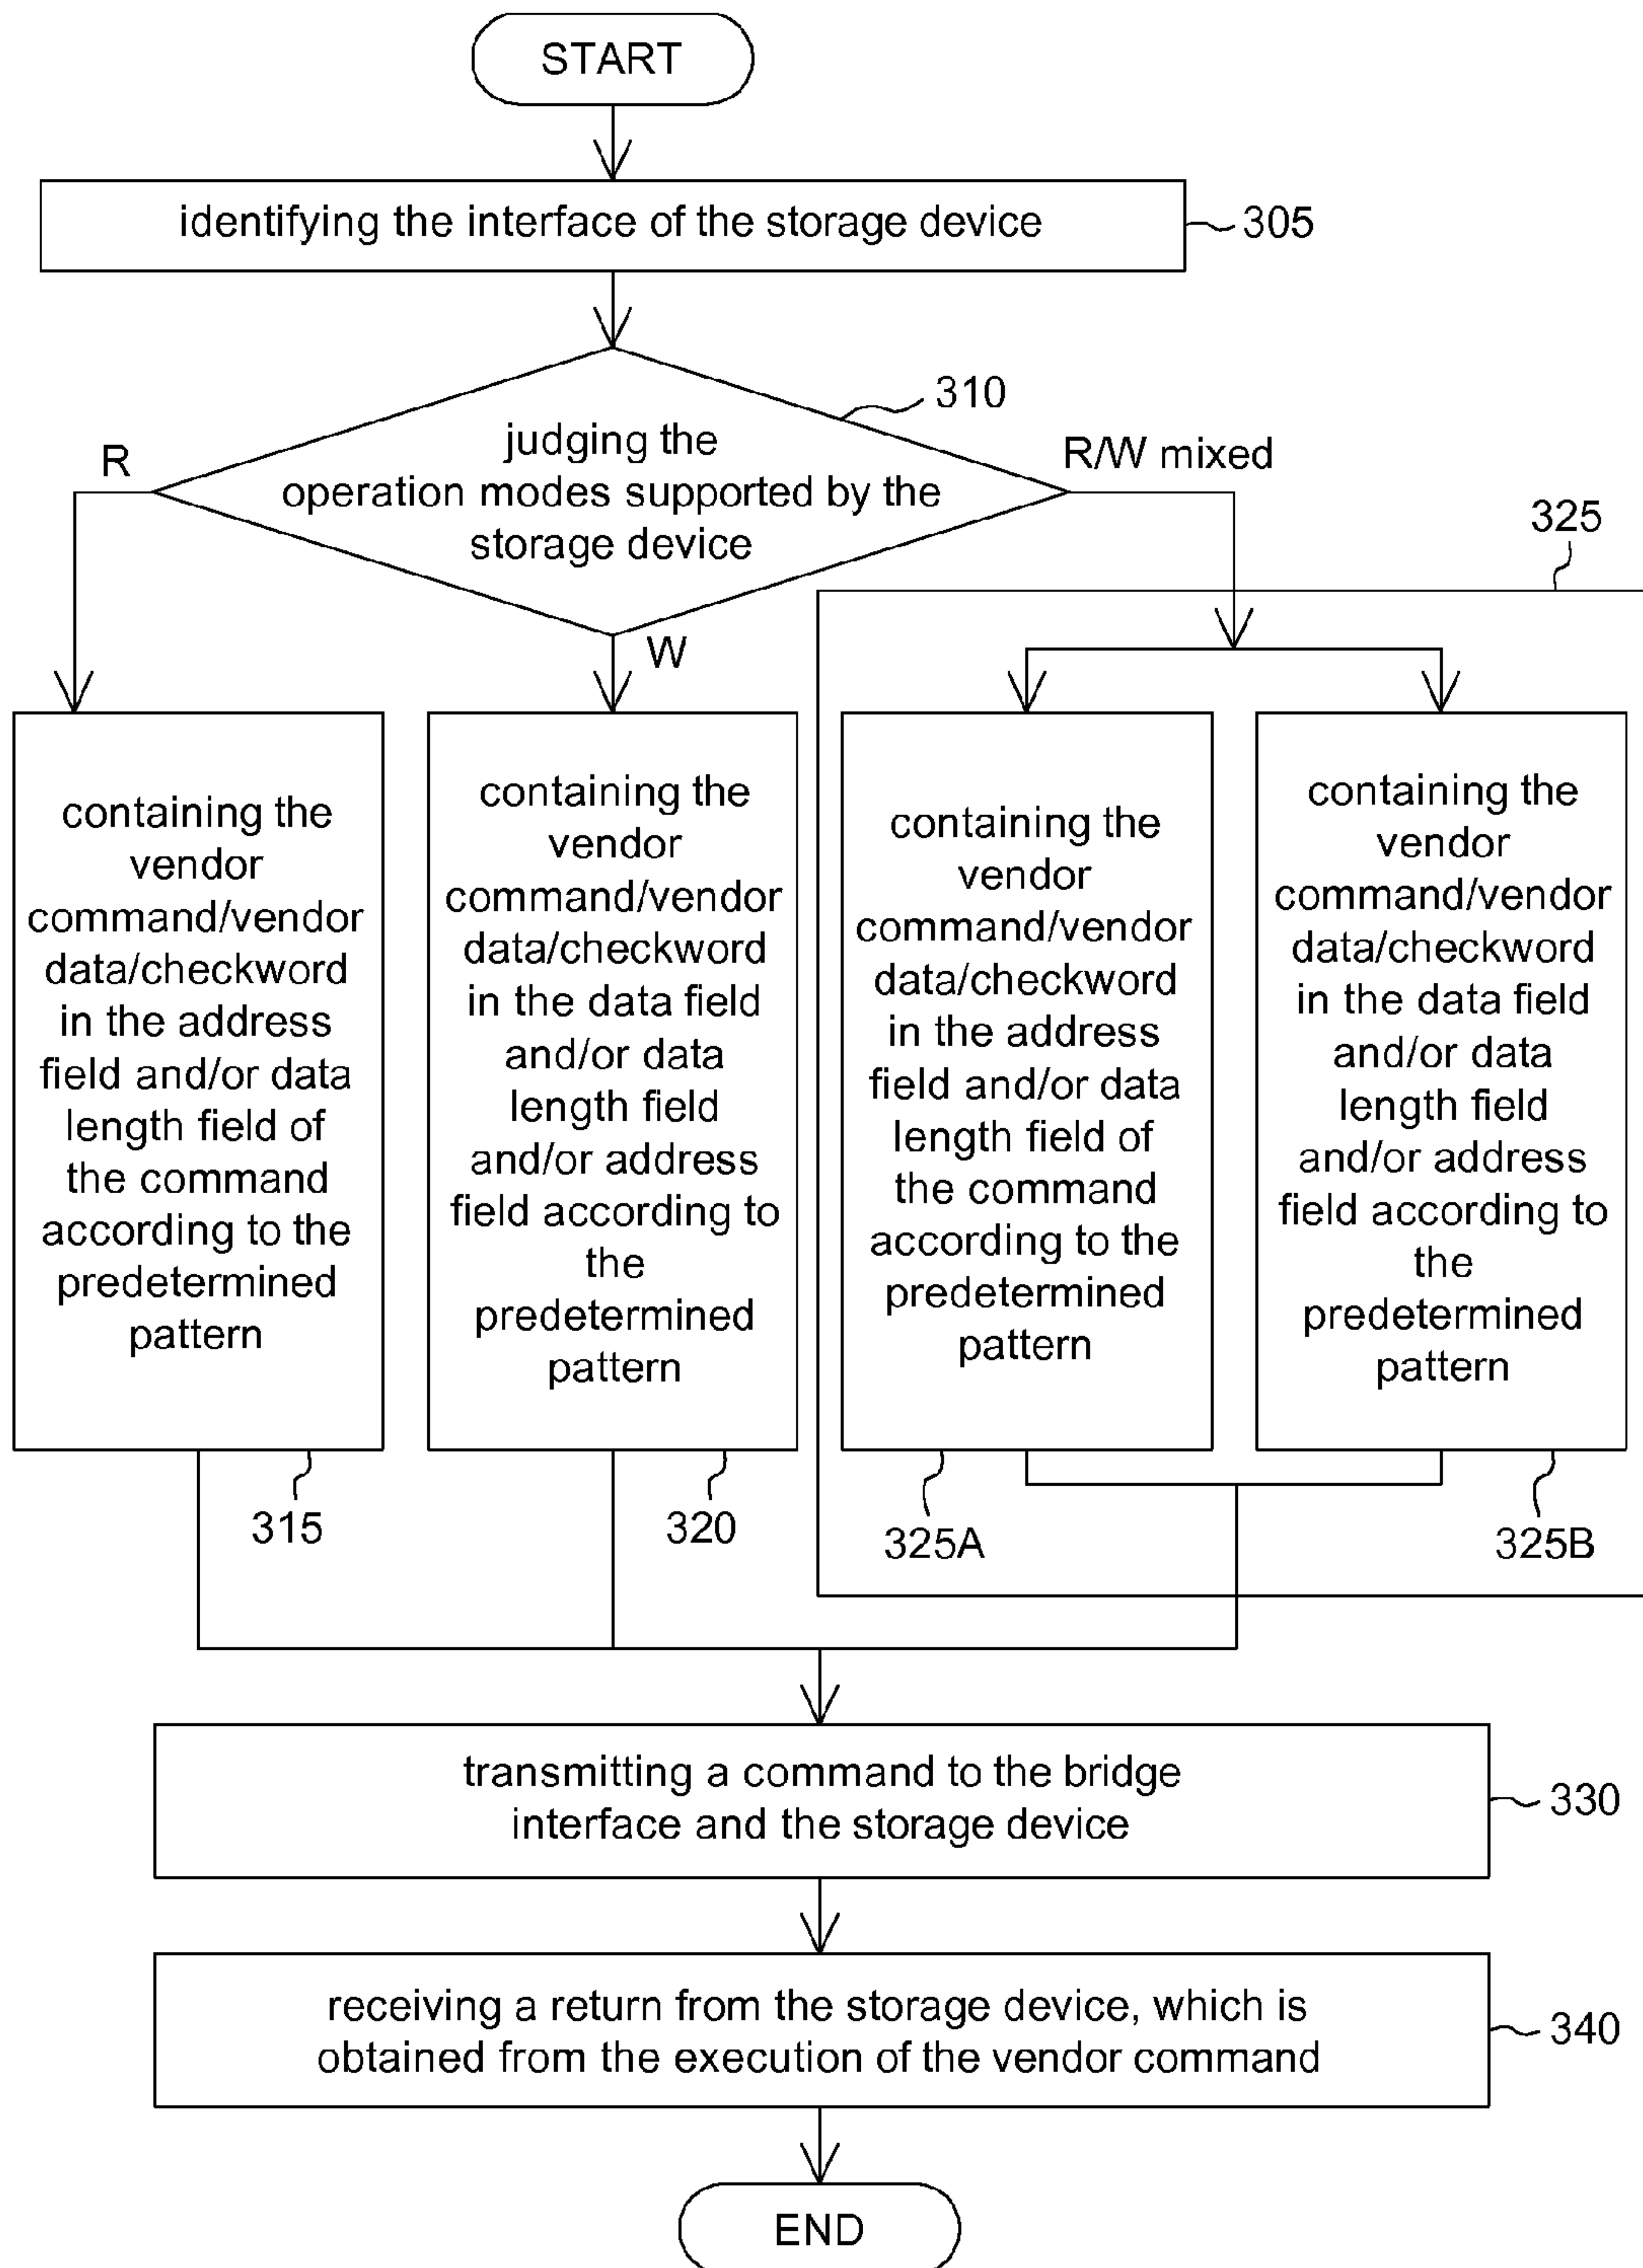 START
identifying the interface of the storage device
305
310
judging the
operation modes supported by the
storage device
R
R/W mixed
W
325
containing the
vendor
command/vendor
data/checkword
in the address
field and/or data
length field of
the command
according to the
predetermined
pattern
315
containing the
vendor
command/vendor
data/checkword
in the data field
and/or data
length field
and/or address
field according to
the
predetermined
pattern
320
containing the
vendor
command/vendor
data/checkword
in the address
field and/or data
length field of
the command
according to the
predetermined
pattern
325A
containing the
vendor
command/vendor
data/checkword
in the data field
and/or data
length field
and/or address
field according to
the
predetermined
pattern
325B
transmitting a command to the bridge
interface and the storage device
330
receiving a return from the storage device, which is
obtained from the execution of the vendor command
340
END